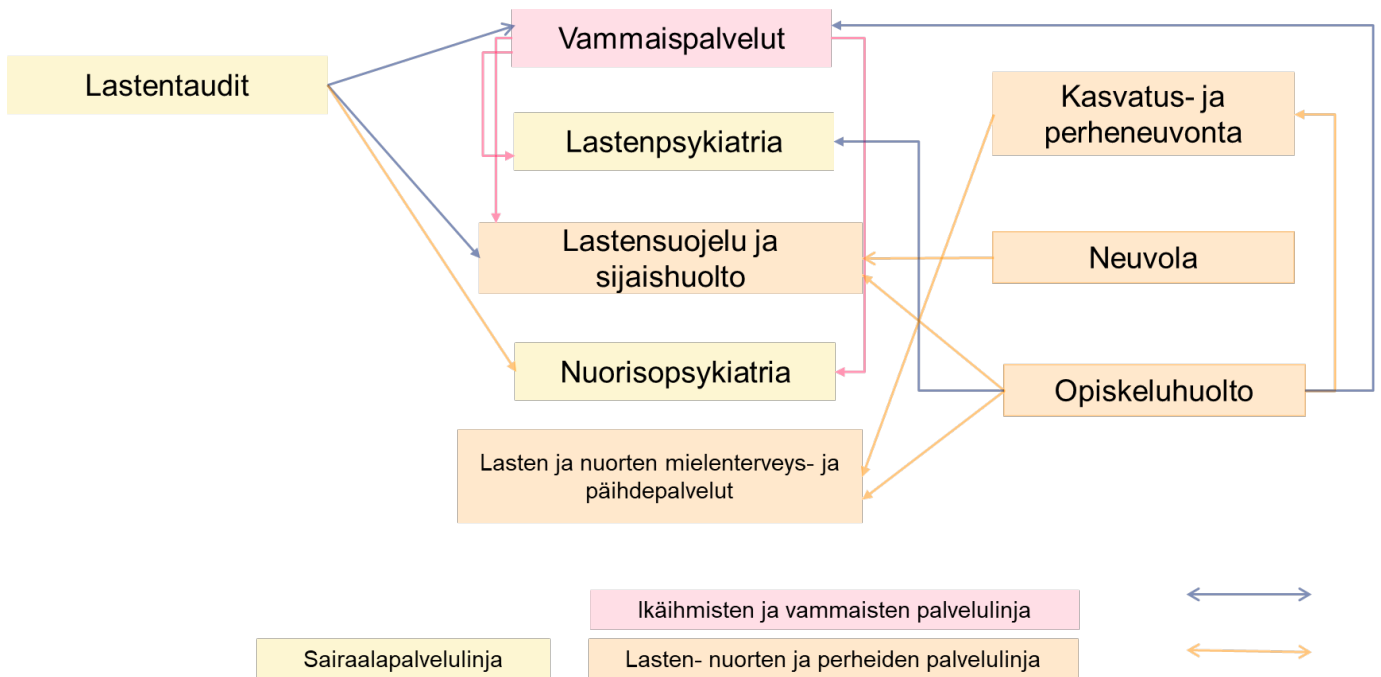 Vammaispalvelut
Lastentaudit
Kasvatus- ja
perheneuvonta
Lastenpsykiatria
Lastensuojelu ja
sijaishuolto
Neuvola
Nuorisopsykiatria
Opiskeluhuolto
Lasten ja nuorten mielenterveys- ja
päihdepalvelut
Ikäihmisten ja vammaisten palvelulinja
Sairaalapalvelulinja
Lasten- nuorten ja perheiden palvelulinja